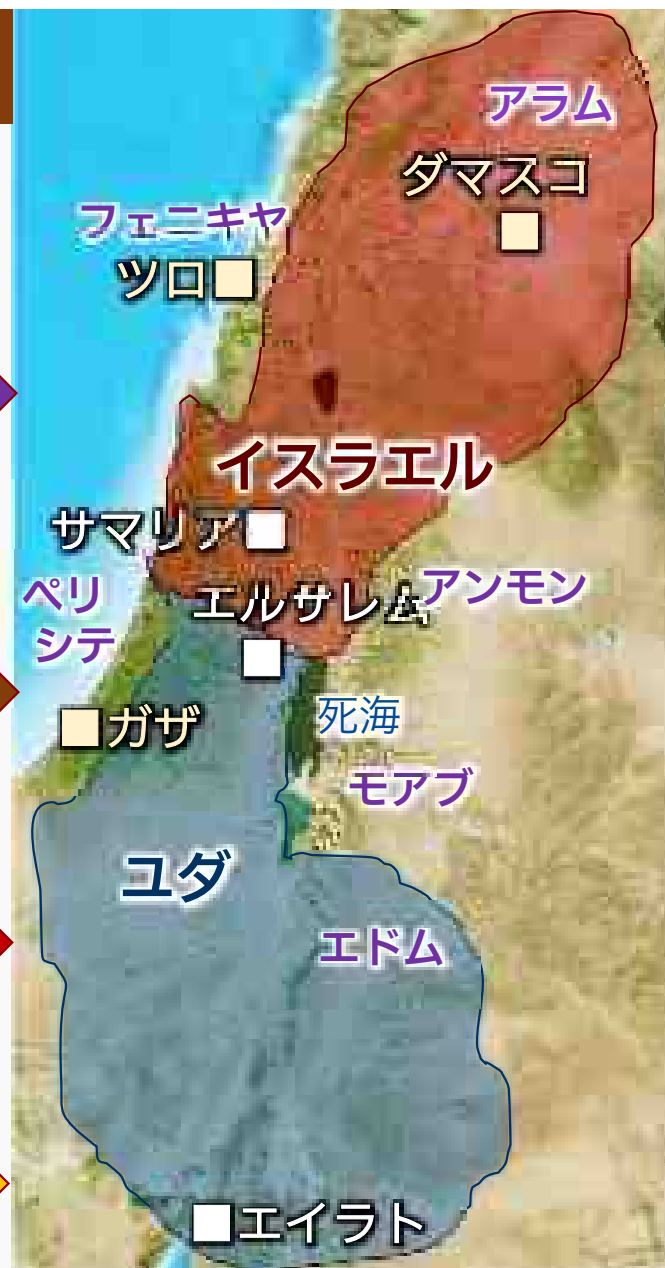 アラム
ダマスコ
フェニキヤ
ツロ
イスラエル
サマリア
ペリ
シテ
エルサレム
アンモン
ガザ
死海
モアブ
ユダ
エドム
エイラト